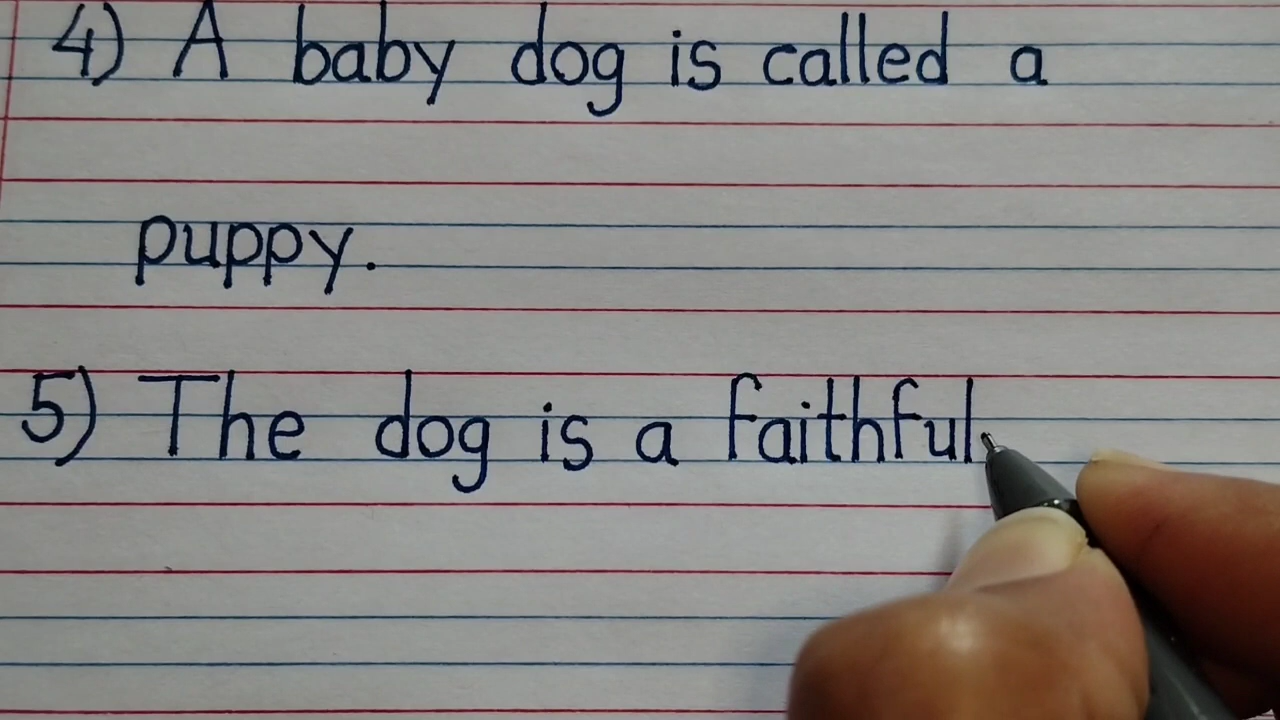 4) A baby dog is called a
puppy.
5) The dog is a faithful